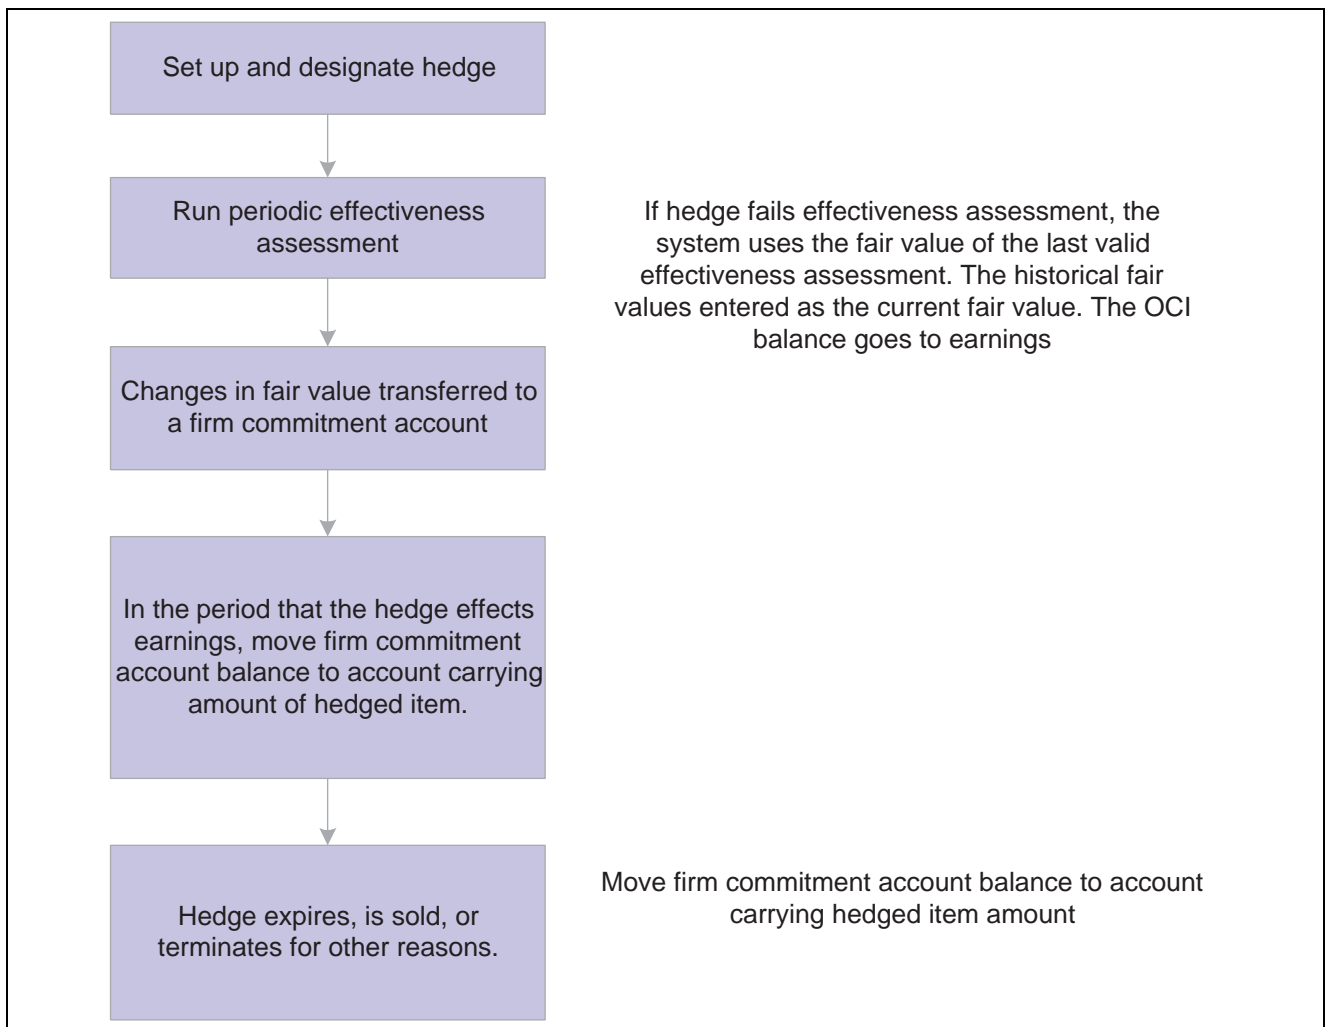 Set up and designate hedge
Run periodic effectiveness
assessment
If hedge fails effectiveness assessment, the
system uses the fair value of the last valid
effectiveness assessment. The historical fair
values entered as the current fair value. The OCI
balance goes to earnings
Changes in fair value transferred to
a firm commitment account
In the period that the hedge effects
earnings, move firm commitment
account balance to account carrying
amount of hedged item.
Hedge expires, is sold, or
terminates for other reasons.
Move firm commitment account balance to account
carrying hedged item amount